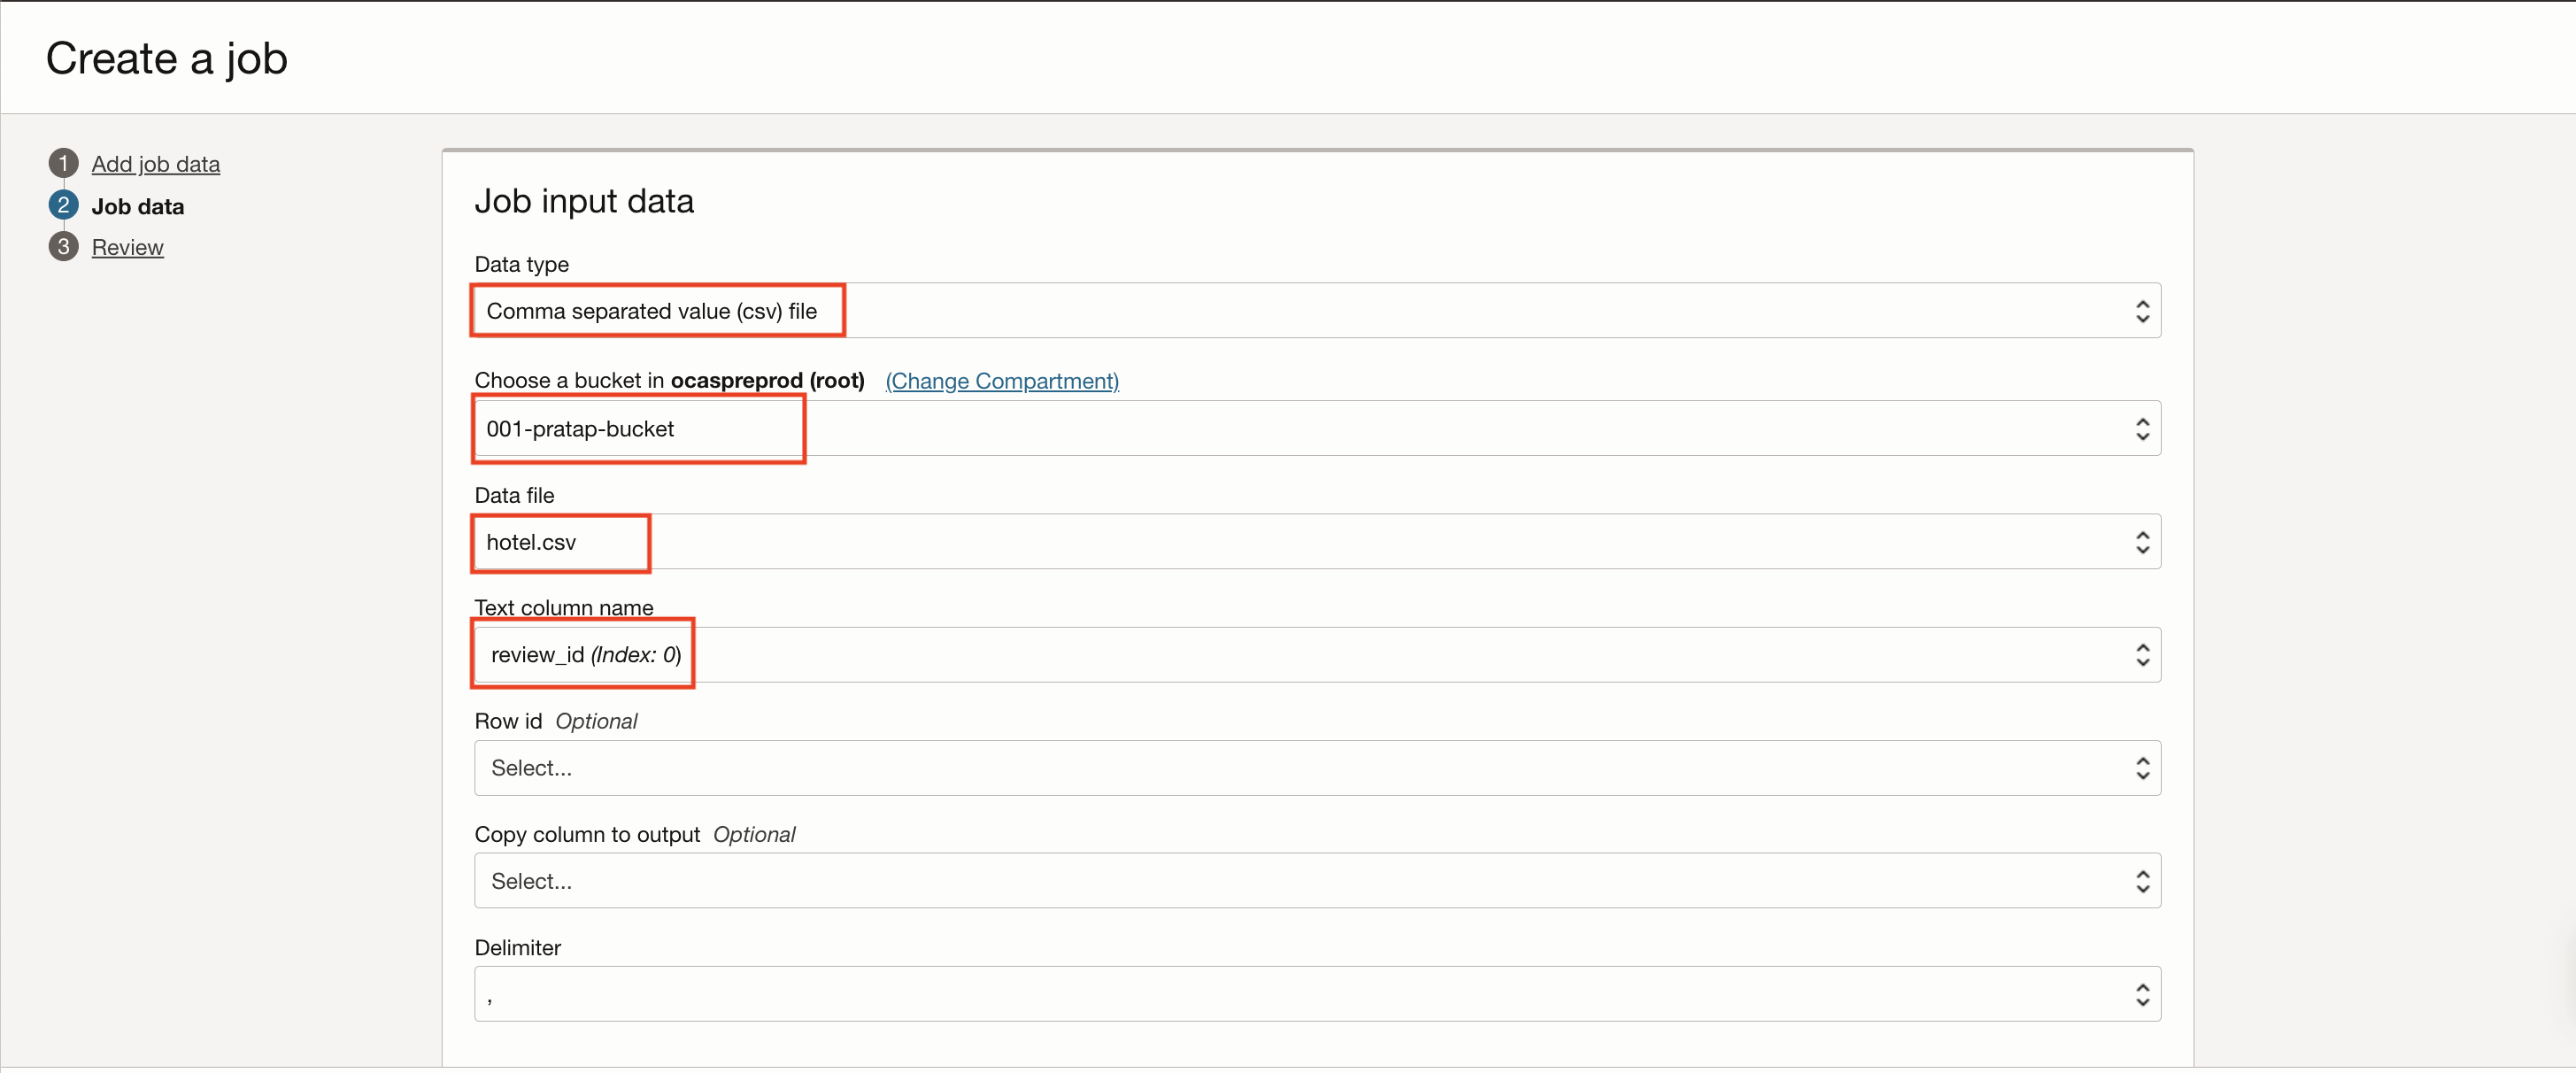 Create a job
1 Add job data
2 Job data
3 Review
Job input data
Data type
Comma separated value (csv) file
Choose a bucket in ocaspreprod (root) (Change Compartment)
001-pratap-bucket
Data file
hotel.csv
Text column name
review_id (Index: 0)
Row id Optional
Select...
Copy column to output Optional
Select...
Delimiter
,